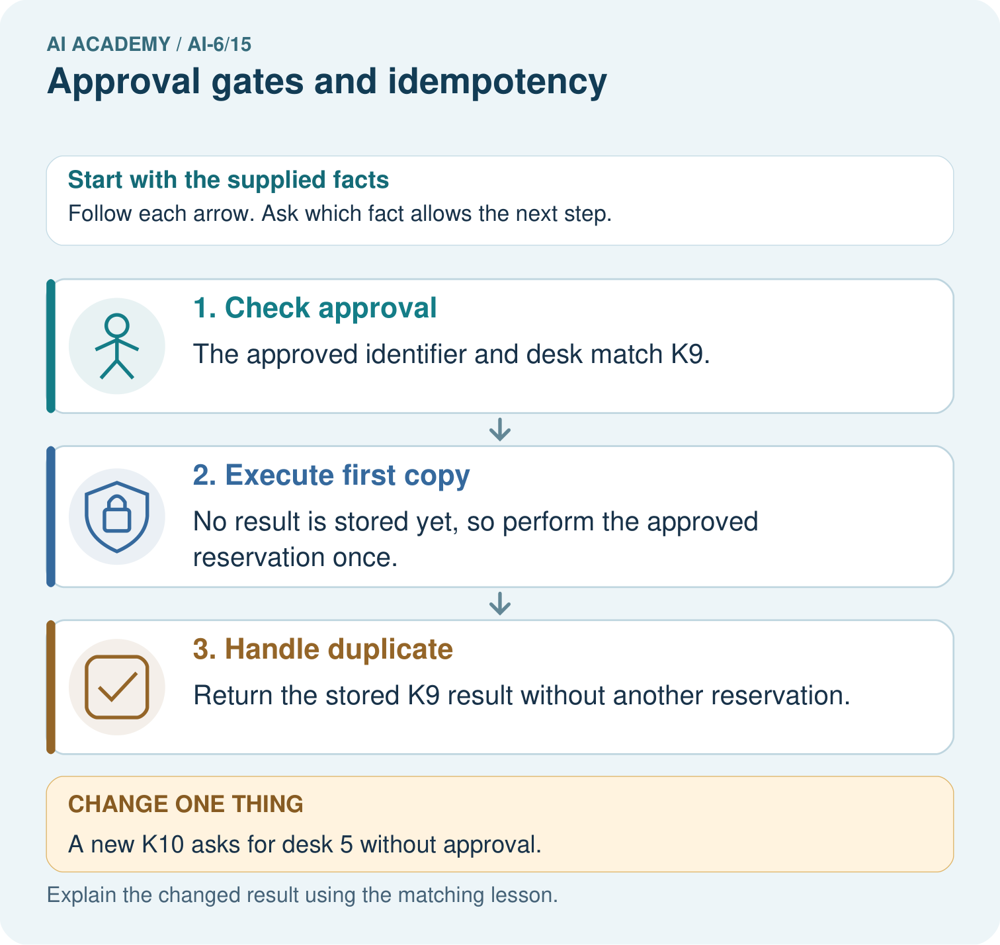 AI ACADEMY / AI-6/15
Approval gates and idempotency
Start with the supplied facts
Follow each arrow. Ask which fact allows the next step.
1. Check approval
The approved identifier and desk match K9.
2. Execute first copy
No result is stored yet, so perform the approved
reservation once.
3. Handle duplicate
Return the stored K9 result without another reservation.
CHANGE ONE THING
A new K10 asks for desk 5 without approval.
Explain the changed result using the matching lesson.